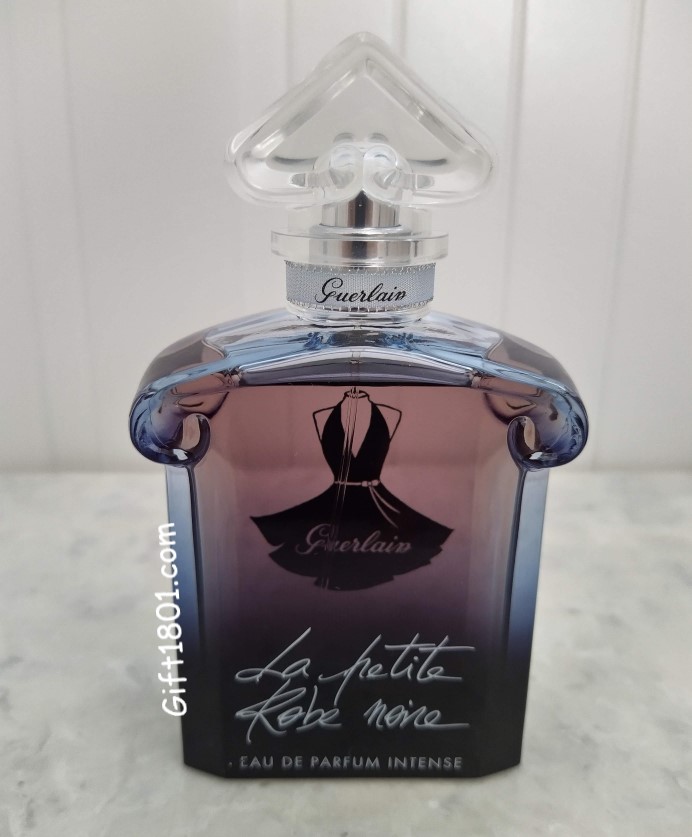 Guerlain
Guerlain
La petite
Robe noire
EAU DE PARFUM INTENSE
Gift1801.com